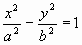 x²/a² − y²/b² = 1